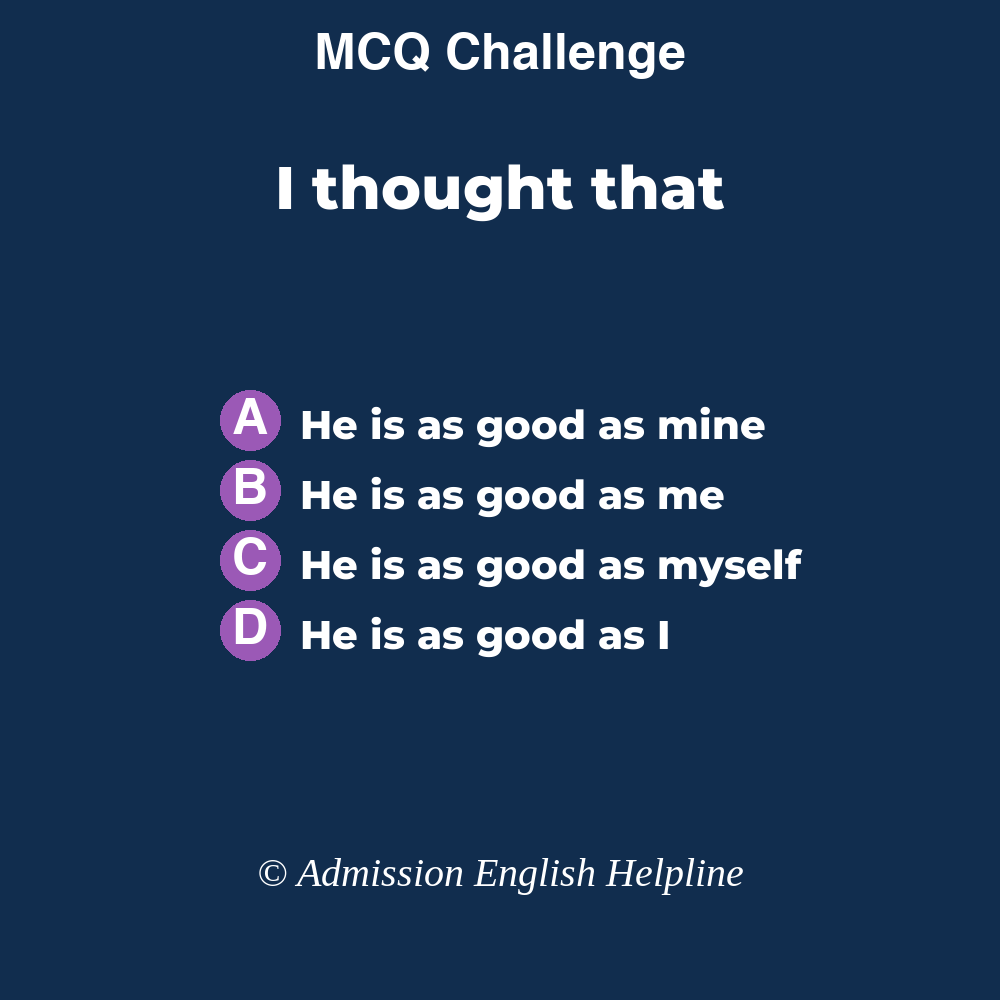 MCQ Challenge
I thought that
A He is as good as mine
B He is as good as me
C He is as good as myself
D He is as good as I
© Admission English Helpline